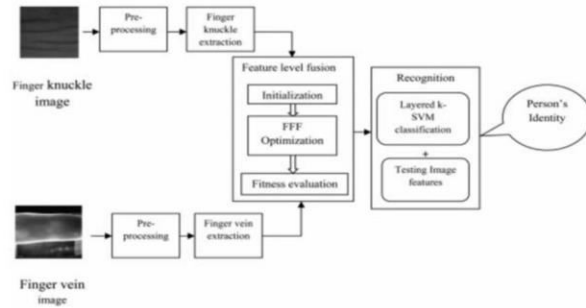 Pre-
processing
Finger
knuckle
extraction
Finger knuckle
image
Feature level fusion
Initialization
FFF
Optimization
Fitness evaluation
Recognition
Layered k-
SVM
classification
+
Testing Image
features
Person's
Identity
Pre-
processing
Finger vein
extraction
Finger vein
image